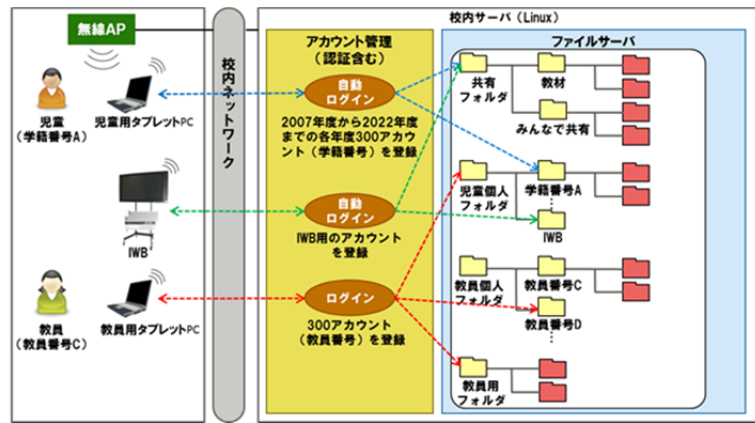 無線AP
児童
(学籍番号A)
児童用タブレットPC
IWB
教員
(教員番号C)
教員用タブレットPC
校内ネットワーク
校内サーバ(Linux)
アカウント管理
(認証含む)
自動
ログイン
2007年度から2022年度
までの各年度300アカウ
ント(学籍番号)を登録
自動
ログイン
IWB用のアカウント
を登録
ログイン
300アカウント
(教員番号)を登録
ファイルサーバ
共有
フォルダ
教材
みんなで共有
児童個人
フォルダ
学籍番号A
IWB
教員個人
フォルダ
教員番号C
教員番号D
教員用
フォルダ